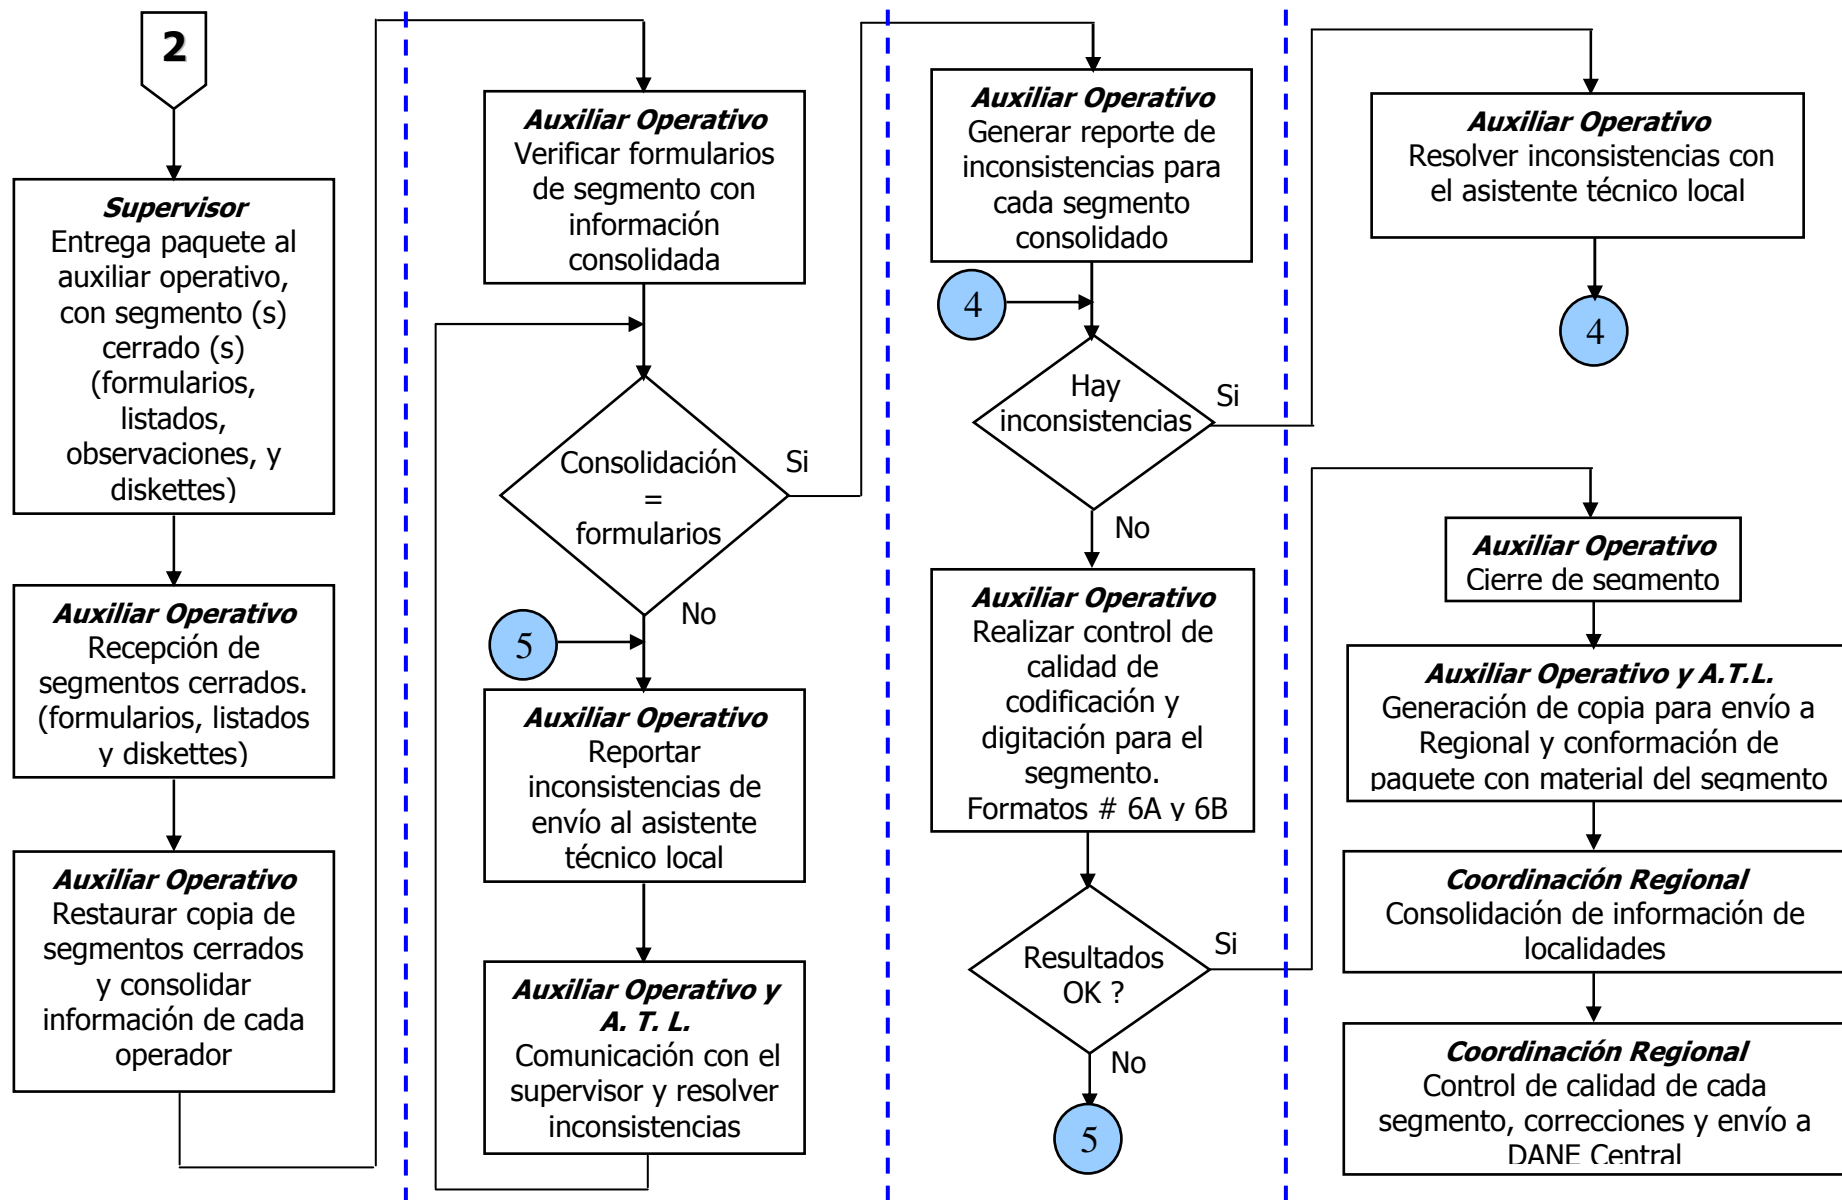 2
Supervisor
Entrega paquete al
auxiliar operativo,
con segmento (s)
cerrado (s)
(formularios,
listados,
observaciones, y
diskettes)
Auxiliar Operativo
Recepción de
segmentos cerrados.
(formularios, listados
y diskettes)
Auxiliar Operativo
Restaurar copia de
segmentos cerrados
y consolidar
información de cada
operador
Auxiliar Operativo
Verificar formularios
de segmento con
información
consolidada
Consolidación
=
formularios
Si
No
5
Auxiliar Operativo
Reportar
inconsistencias de
envío al asistente
técnico local
Auxiliar Operativo y
A. T. L.
Comunicación con el
supervisor y resolver
inconsistencias
Auxiliar Operativo
Generar reporte de
inconsistencias para
cada segmento
consolidado
4
Hay
inconsistencias
Si
No
Auxiliar Operativo
Realizar control de
calidad de
codificación y
digitación para el
segmento.
Formatos # 6A y 6B
Resultados
OK ?
Si
No
5
Auxiliar Operativo
Resolver inconsistencias con
el asistente técnico local
4
Auxiliar Operativo
Cierre de segmento
Auxiliar Operativo y A.T.L.
Generación de copia para envío a
Regional y conformación de
paquete con material del segmento
Coordinación Regional
Consolidación de información de
localidades
Coordinación Regional
Control de calidad de cada
segmento, correcciones y envío a
DANE Central